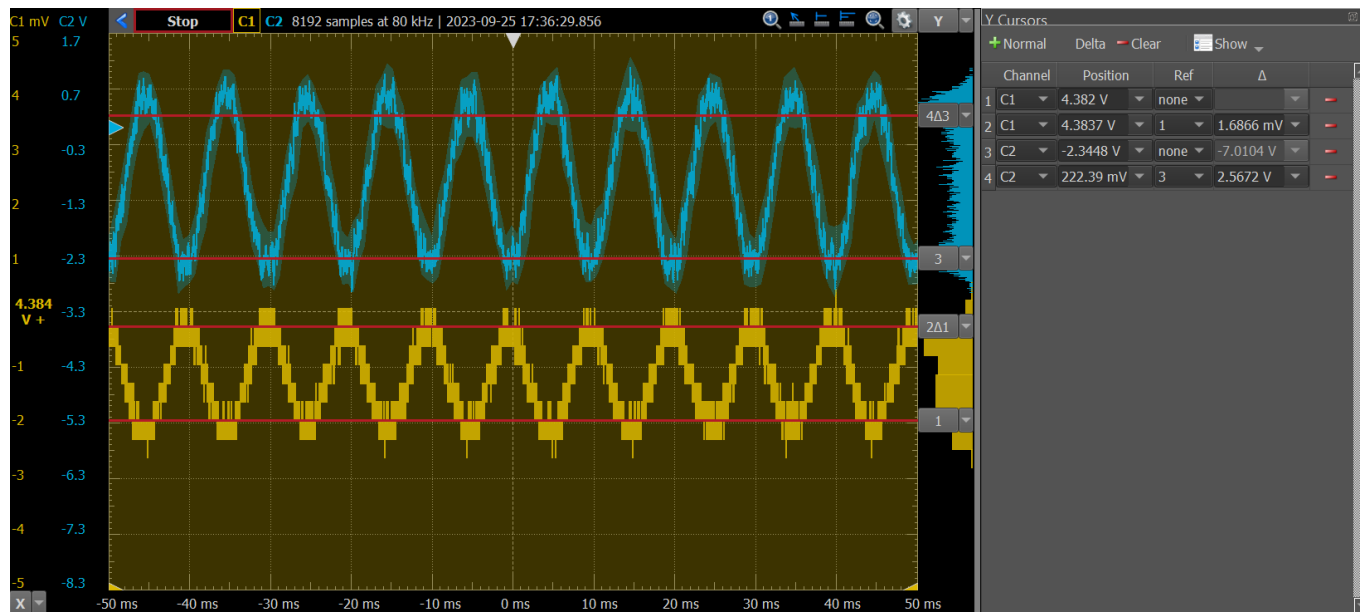 C1 mV C2 V Stop C1 C2 8192 samples at 80 kHz | 2023-09-25 17:36:29.856 Y
5 1.7
4 0.7
3 -0.3
2 -1.3
1 -2.3
4.384 V + -3.3
-1 -4.3
-2 -5.3
-3 -6.3
-4 -7.3
-5 -8.3
4Δ3
3
2Δ1
1
X -50 ms -40 ms -30 ms -20 ms -10 ms 0 ms 10 ms 20 ms 30 ms 40 ms 50 ms
Y Cursors
Normal Delta Clear Show
Channel Position Ref Δ
1 C1 4.382 V none
2 C1 4.3837 V 1 1.6866 mV
3 C2 -2.3448 V none -7.0104 V
4 C2 222.39 mV 3 2.5672 V